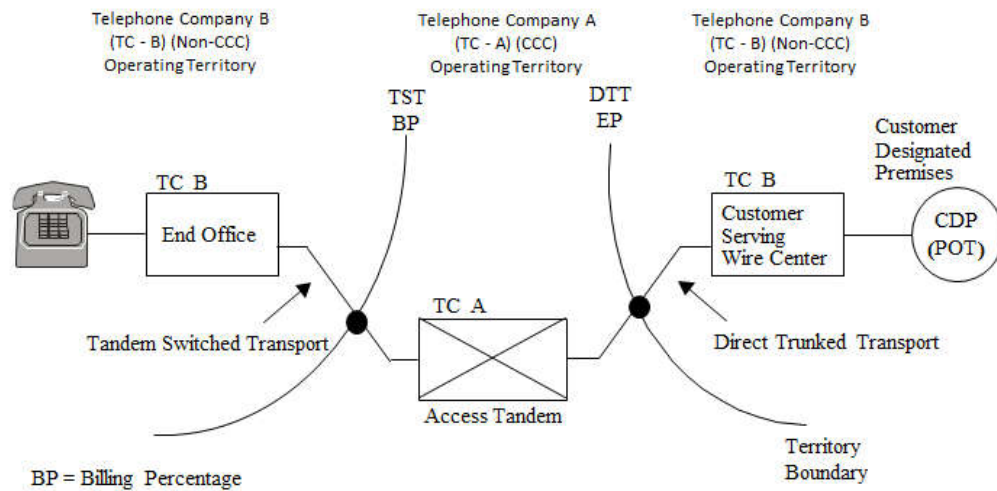 Telephone Company B
(TC - B) (Non-CCC)
Operating Territory
Telephone Company A
(TC - A) (CCC)
Operating Territory
Telephone Company B
(TC - B) (Non-CCC)
Operating Territory
TST
BP
DTT
EP
Customer
Designated
Premises
TC B
End Office
TC B
Customer
Serving
Wire Center
CDP
(POT)
TC A
Tandem Switched Transport
Direct Trunked Transport
Access Tandem
Territory
Boundary
BP = Billing Percentage